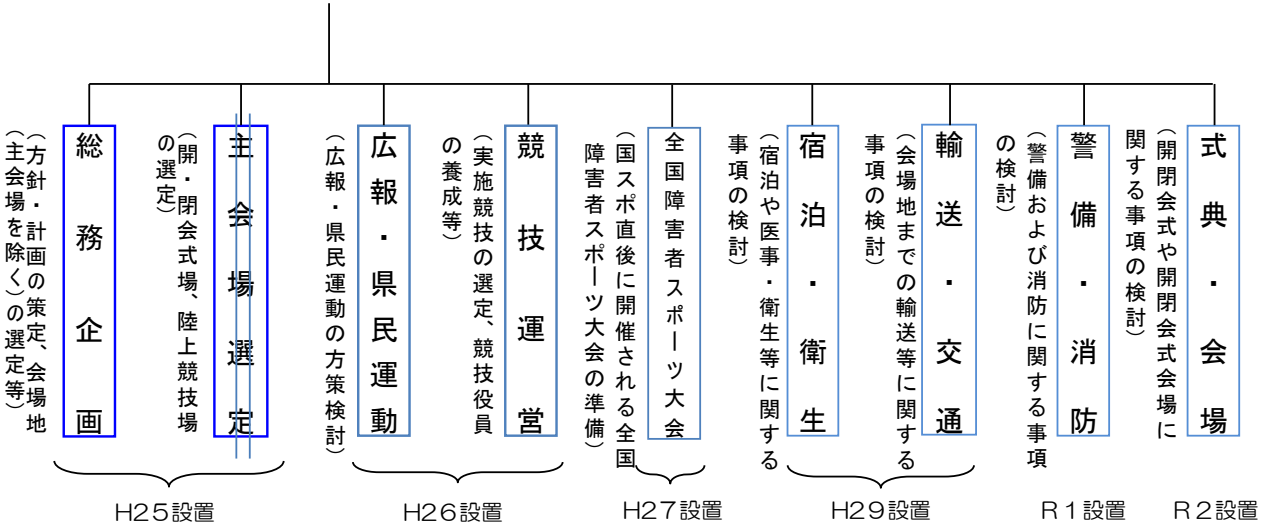 総務企画
（方針・計画の策定、会場地
（主会場を除く）の選定等）
主会場選定
（開・閉会式場、陸上競技場
の選定）
広報・県民運動
（広報・県民運動の方策検討）
競技運営
（実施競技の選定、競技役員
の養成等）
全国障害者スポーツ大会
（国スポ直後に開催される全国
障害者スポーツ大会の準備）
宿泊・衛生
（宿泊や医事・衛生等に関する
事項の検討）
輸送・交通
（会場地までの輸送等に関する
事項の検討）
警備・消防
（警備および消防に関する事項
の検討）
式典・会場
（開閉会式や開閉会式会場に
関する事項の検討）
H25設置
H26設置
H27設置
H29設置
R1設置
R2設置